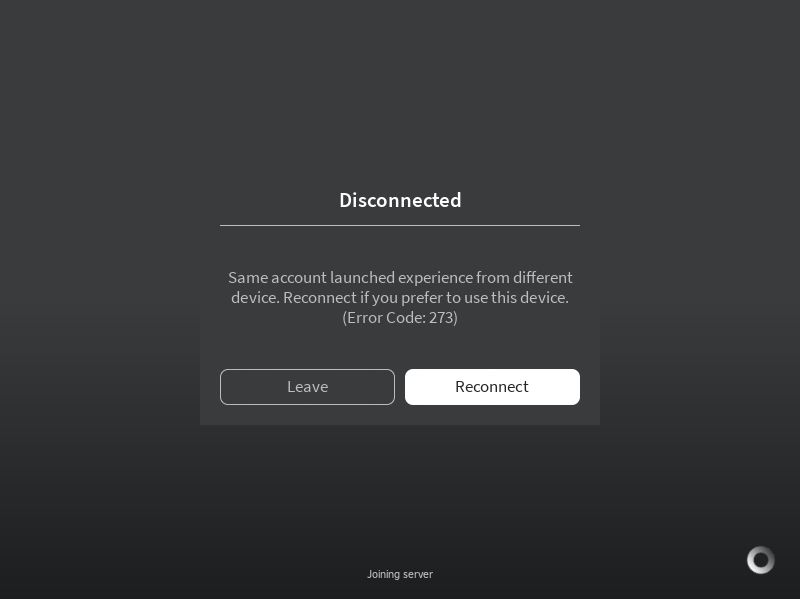 Disconnected
Same account launched experience from different
device. Reconnect if you prefer to use this device.
(Error Code: 273)
Leave
Reconnect
Joining server